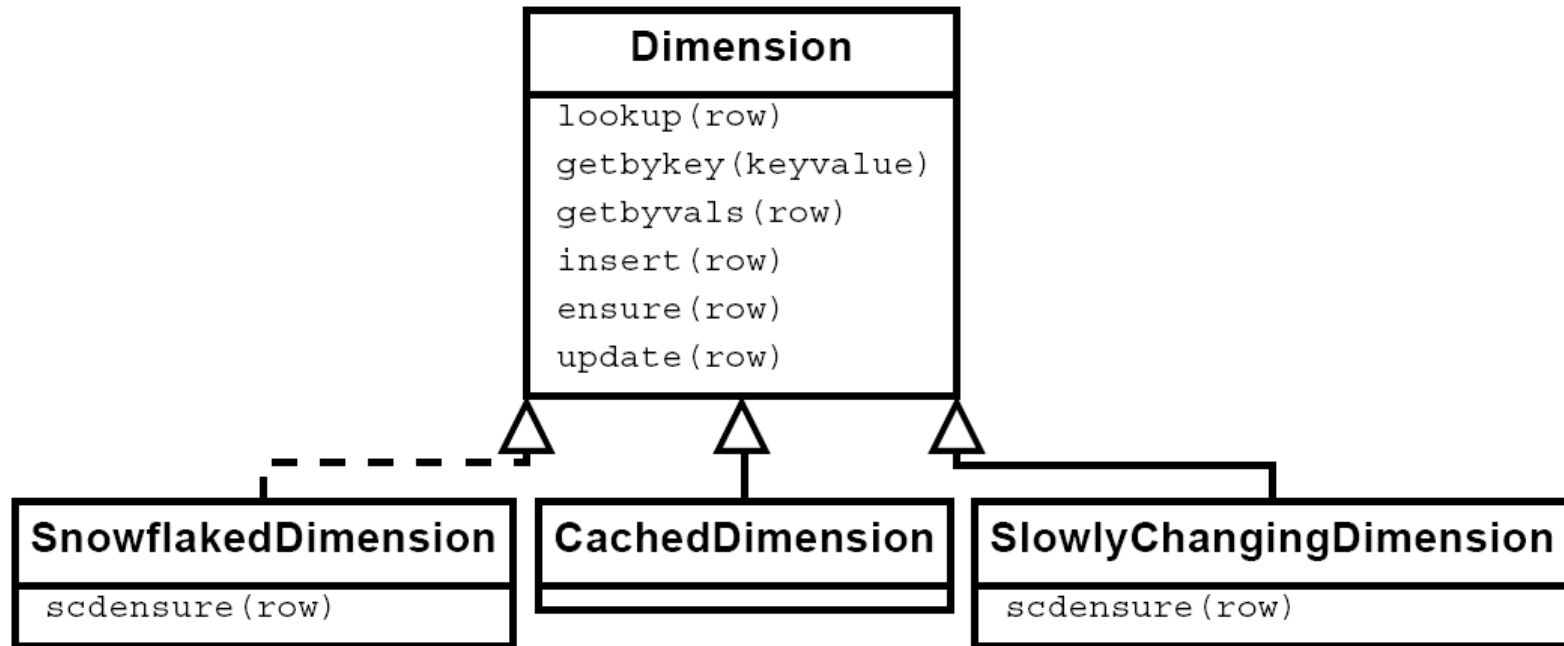 Dimension
lookup(row)
getbykey(keyvalue)
getbyvals(row)
insert(row)
ensure(row)
update(row)
SnowflakedDimension
scdensure(row)
CachedDimension
SlowlyChangingDimension
scdensure(row)